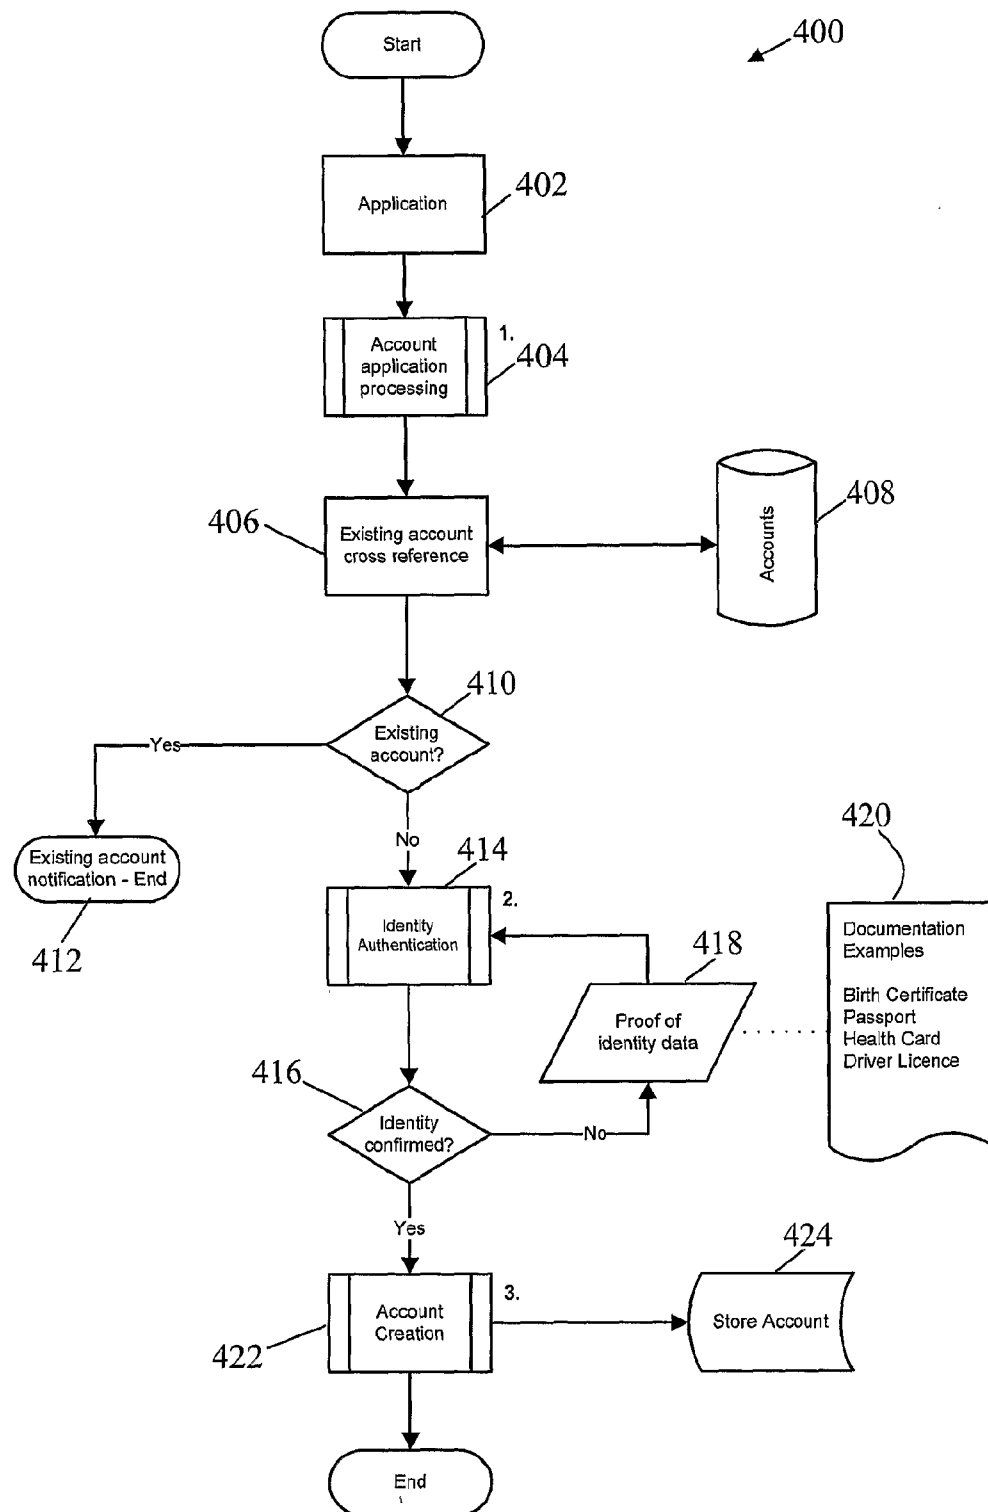 Start
400
Application
402
1.
Account
application
processing
404
406
Existing account
cross reference
Accounts
408
410
Existing
account?
Yes
No
Existing account
notification - End
412
414
2.
Identity
Authentication
418
Proof of
identity data
420
Documentation
Examples
Birth Certificate
Passport
Health Card
Driver Licence
416
Identity
confirmed?
No
Yes
3.
Account
Creation
422
424
Store Account
End